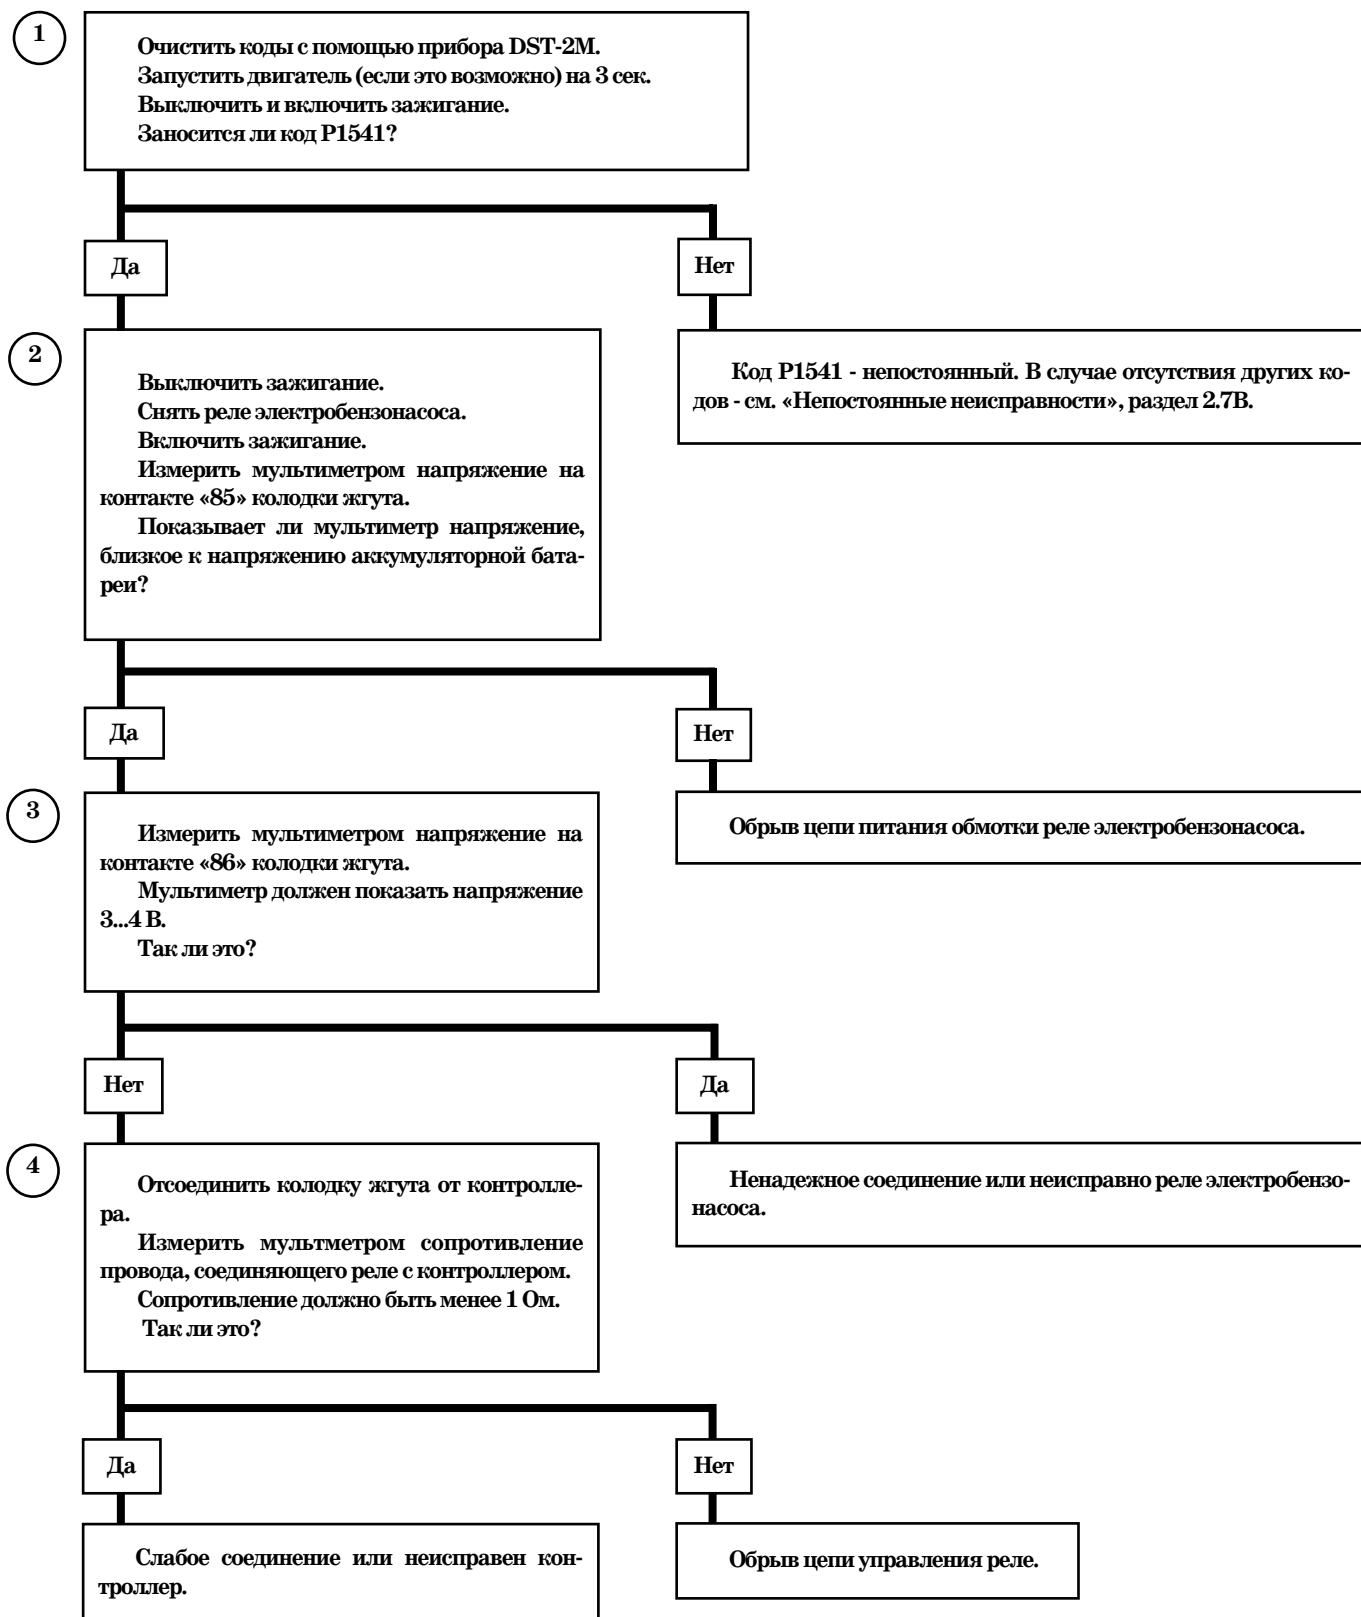 1
Очистить коды с помощью прибора DST-2M.
Запустить двигатель (если это возможно) на 3 сек.
Выключить и включить зажигание.
Заносится ли код Р1541?
Да
Нет
2
Выключить зажигание.
Снять реле электробензонасоса.
Включить зажигание.
Измерить мультиметром напряжение на
контакте «85» колодки жгута.
Показывает ли мультиметр напряжение,
близкое к напряжению аккумуляторной бата-
реи?
Код Р1541 - непостоянный. В случае отсутствия других ко-
дов - см. «Непостоянные неисправности», раздел 2.7В.
Да
Нет
3
Измерить мультиметром напряжение на
контакте «86» колодки жгута.
Мультиметр должен показать напряжение
3...4 В.
Так ли это?
Обрыв цепи питания обмотки реле электробензонасоса.
Нет
Да
4
Отсоединить колодку жгута от контролле-
ра.
Измерить мультметром сопротивление
провода, соединяющего реле с контроллером.
Сопротивление должно быть менее 1 Ом.
Так ли это?
Ненадежное соединение или неисправно реле электробензо-
насоса.
Да
Нет
Слабое соединение или неисправен кон-
троллер.
Обрыв цепи управления реле.